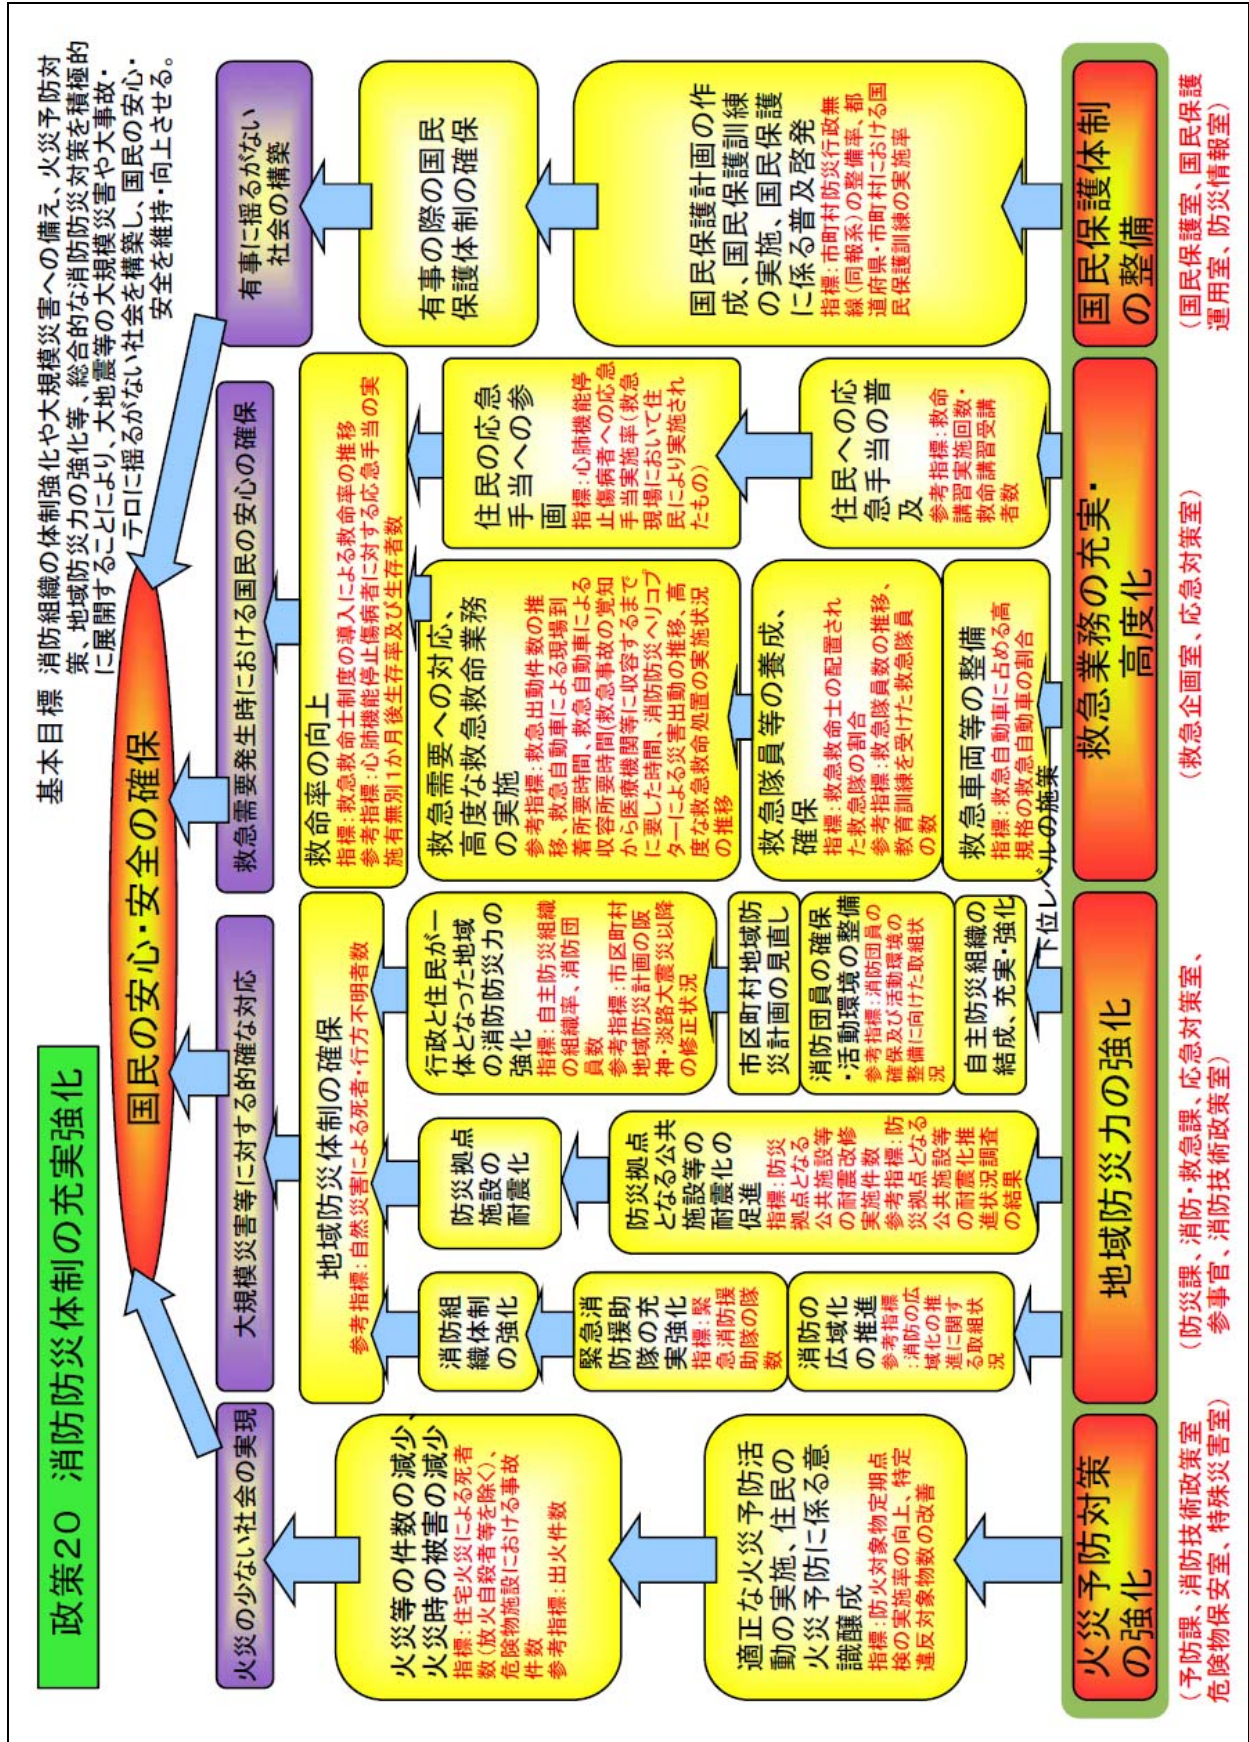 政策20 消防防災体制の充実強化
基本目標 消防組織の体制強化や大規模災害への備え、火災予防対
策、地域防災力の強化等、総合的な消防防災対策を積極的
に展開することにより、大地震等の大規模災害や大事故・
テロに揺るがない社会を構築し、国民の安心・
安全を維持・向上させる。
国民の安心・安全の確保
火災の少ない社会の実現
大規模災害等に対する的確な対応
救急需要発生時における国民の安心の確保
有事に揺るがない
社会の構築
火災等の件数の減少、
火災時の被害の減少
指標:住宅火災による死者
数(放火自殺者等を除く)、
危険物施設における事故
件数
参考指標:出火件数
適正な火災予防活
動の実施、住民の
火災予防に係る意
識醸成
指標:防火対象物定期点
検の実施率の向上、特定
違反対象物数の改善
火災予防対策
の強化
(予防課、消防技術政策室
危険物保安室、特殊災害室)
地域防災体制の確保
参考指標:自然災害による死者・行方不明者数
消防組
織体制
の強化
緊急消
防援助
隊の充
実強化
指標:緊
急消防援
助隊の隊
数
消防の
広域化
の推進
参考指標
:消防の広
域化の推
進に関す
る取組状
況
防災拠点
施設の
耐震化
防災拠点
となる公共
施設等の
耐震化の
促進
指標:防災
拠点となる
公共施設等
の耐震改修
実施件数
参考指標:防
災拠点となる
公共施設等
の耐震化推
進状況調査
の結果
行政と住民が一
体となった地域
の消防防災力の
強化
指標:自主防災組織
の組織率、消防団
員数
参考指標:市区町村
地域防災計画の阪
神・淡路大震災以降
の修正状況
市区町村地域防
災計画の見直し
消防団員の確保
・活動環境の整備
参考指標:消防団員の
確保及び活動環境の
整備に向けた取組状
況
自主防災組織の
結成、充実・強化
地域防災力の強化
(防災課、消防・救急課、応急対策室、
参事官、消防技術政策室)
救命率の向上
指標:救急救命士制度の導入による救命率の推移
参考指標:心肺機能停止傷病者に対する応急手当の実
施有無別1か月後生存率及び生存者数
救急需要への対応、
高度な救急救命業務
の実施
参考指標:救急出動件数の推
移、救急自動車による現場到
着所要時間、救急自動車による
収容所要時間(救急事故の覚知
から医療機関等に収容するまで
に要した時間、消防防災ヘリコプ
ターによる災害出動の推移、高
度な救急救命処置の実施状況
の推移
救急隊員等の養成、
確保
指標:救急救命士の配置され
た救急隊の割合
参考指標:救急隊員数の推移、
教育訓練を受けた救急隊員
の数
救急車両等の整備
指標:救急自動車に占める高
規格の救急自動車の割合
下位レベルの施策
住民の応急
手当への参
画
指標:心肺機能停
止傷病者への応急
手当実施率(救急
現場において住
民により実施され
たもの)
住民への応
急手当の普
及
参考指標:救命
講習実施回数・
救命講習受講
者数
救急業務の充実・
高度化
(救急企画室、応急対策室)
有事の際の国民
保護体制の確保
国民保護計画の作
成、国民保護訓練
の実施、国民保護
に係る普及啓発
指標:市町村防災行政無
線(同報系)の整備率、都
道府県・市町村における国
民保護訓練の実施率
国民保護体制
の整備
(国民保護室、国民保護
運用室、防災情報室)